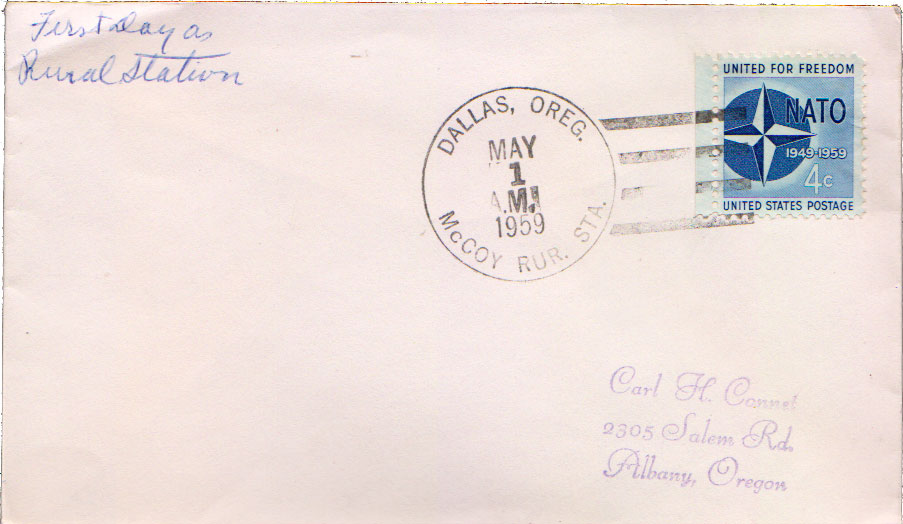 First Day as
Rural Station
DALLAS, OREG.
MAY
1
A.M.
1959
McCOY RUR. STA.
UNITED FOR FREEDOM
NATO
1949-1959
4c
UNITED STATES POSTAGE
Carl H. Connel
2305 Salem Rd.
Albany, Oregon